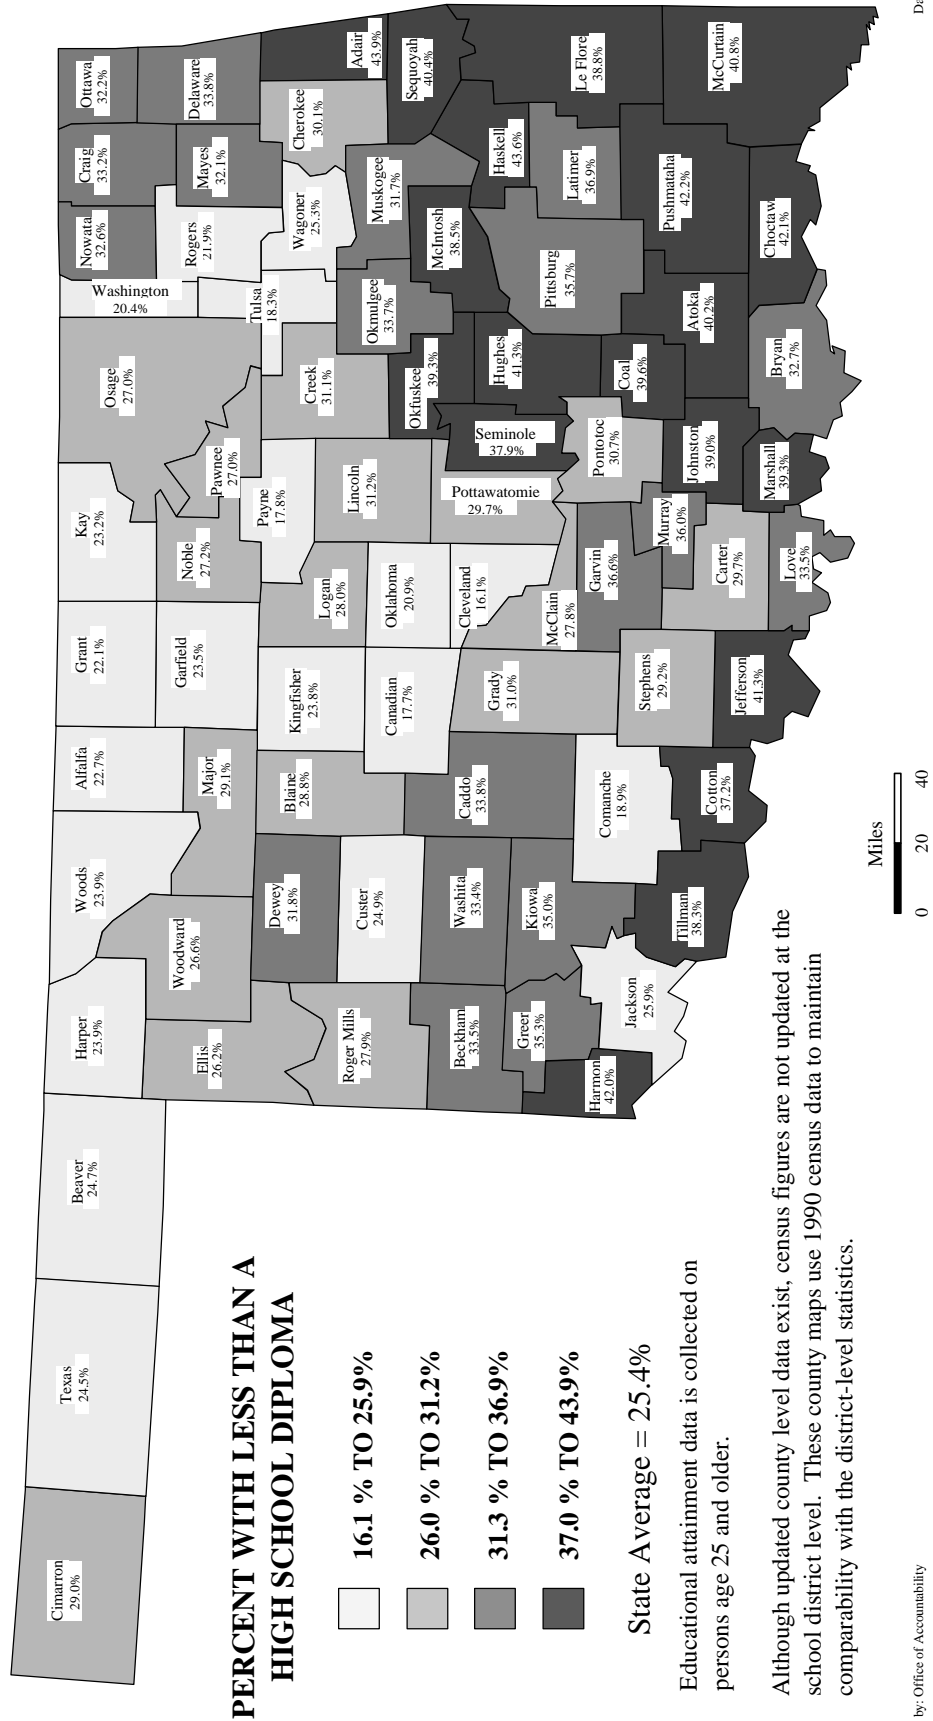 Cimarron
29.0%
Texas
24.5%
Beaver
24.7%
Harper
23.9%
Woods
23.9%
Alfalfa
22.7%
Grant
22.1%
Kay
23.2%
Osage
27.0%
Washington
20.4%
Nowata
32.6%
Craig
33.2%
Ottawa
32.2%
Ellis
26.2%
Woodward
26.6%
Major
29.1%
Garfield
23.5%
Noble
27.2%
Pawnee
27.0%
Rogers
21.9%
Mayes
32.1%
Delaware
33.8%
Roger Mills
27.9%
Dewey
31.8%
Blaine
28.8%
Kingfisher
23.8%
Logan
28.0%
Payne
17.8%
Creek
31.1%
Tulsa
18.3%
Wagoner
25.3%
Cherokee
30.1%
Adair
43.9%
Custer
24.9%
Canadian
17.7%
Oklahoma
20.9%
Lincoln
31.2%
Okfuskee
39.3%
Okmulgee
33.7%
Muskogee
31.7%
Sequoyah
40.4%
Beckham
33.5%
Washita
33.4%
Caddo
33.8%
Grady
31.0%
Cleveland
16.1%
Pottawatomie
29.7%
Seminole
37.9%
Hughes
41.3%
McIntosh
38.5%
Haskell
43.6%
Greer
35.3%
Kiowa
35.0%
McClain
27.8%
Garvin
36.6%
Pontotoc
30.7%
Pittsburg
35.7%
Latimer
36.9%
Le Flore
38.8%
Harmon
42.0%
Jackson
25.9%
Comanche
18.9%
Stephens
29.2%
Murray
36.0%
Coal
39.6%
Tillman
38.3%
Cotton
37.2%
Jefferson
41.3%
Carter
29.7%
Johnston
39.0%
Atoka
40.2%
Pushmataha
42.2%
McCurtain
40.8%
Love
33.5%
Marshall
39.3%
Bryan
32.7%
Choctaw
42.1%
PERCENT WITH LESS THAN A
HIGH SCHOOL DIPLOMA
16.1 % TO 25.9%
26.0 % TO 31.2%
31.3 % TO 36.9%
37.0 % TO 43.9%
State Average = 25.4%
Educational attainment data is collected on
persons age 25 and older.
Although updated county level data exist, census figures are not updated at the
school district level. These county maps use 1990 census data to maintain
comparability with the district-level statistics.
Miles
0 20 40
by: Office of Accountability
Da